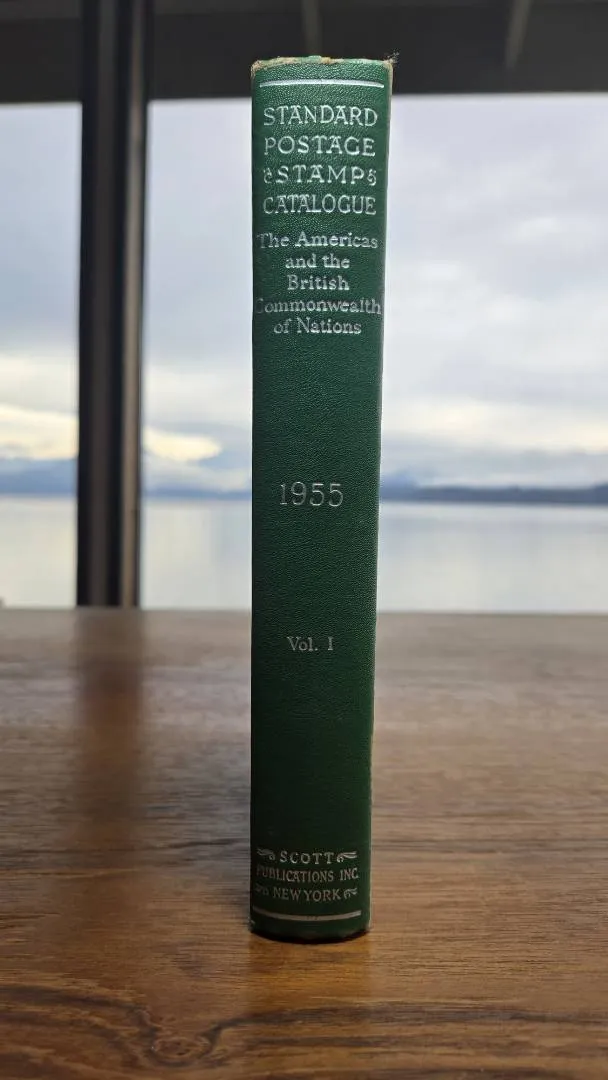 STANDARD
POSTAGE
STAMP
CATALOGUE
The Americas
and the
British
Commonwealth
of Nations
1955
Vol. I
SCOTT
PUBLICATIONS INC.
NEW YORK